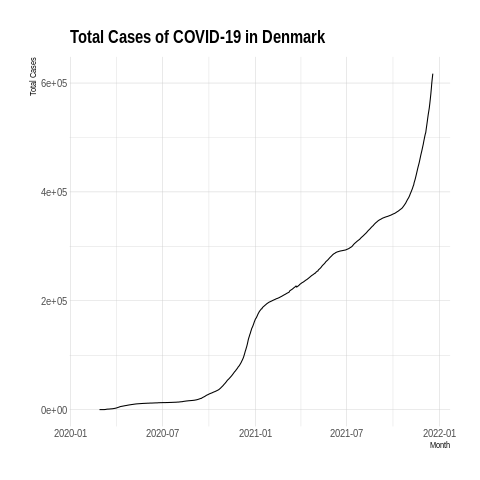 Total Cases of COVID-19 in Denmark
Total Cases
6e+05
4e+05
2e+05
0e+00
2020-01 2020-07 2021-01 2021-07 2022-01
Month